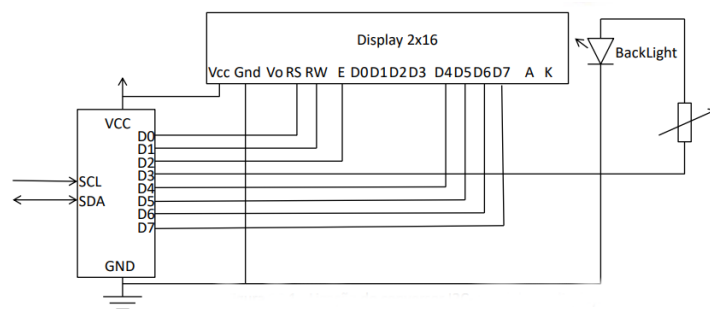 Display 2x16
Vcc Gnd Vo RS RW E D0 D1 D2 D3 D4 D5 D6 D7 A K
BackLight
VCC
D0
D1
D2
D3
D4
D5
D6
D7
SCL
SDA
GND